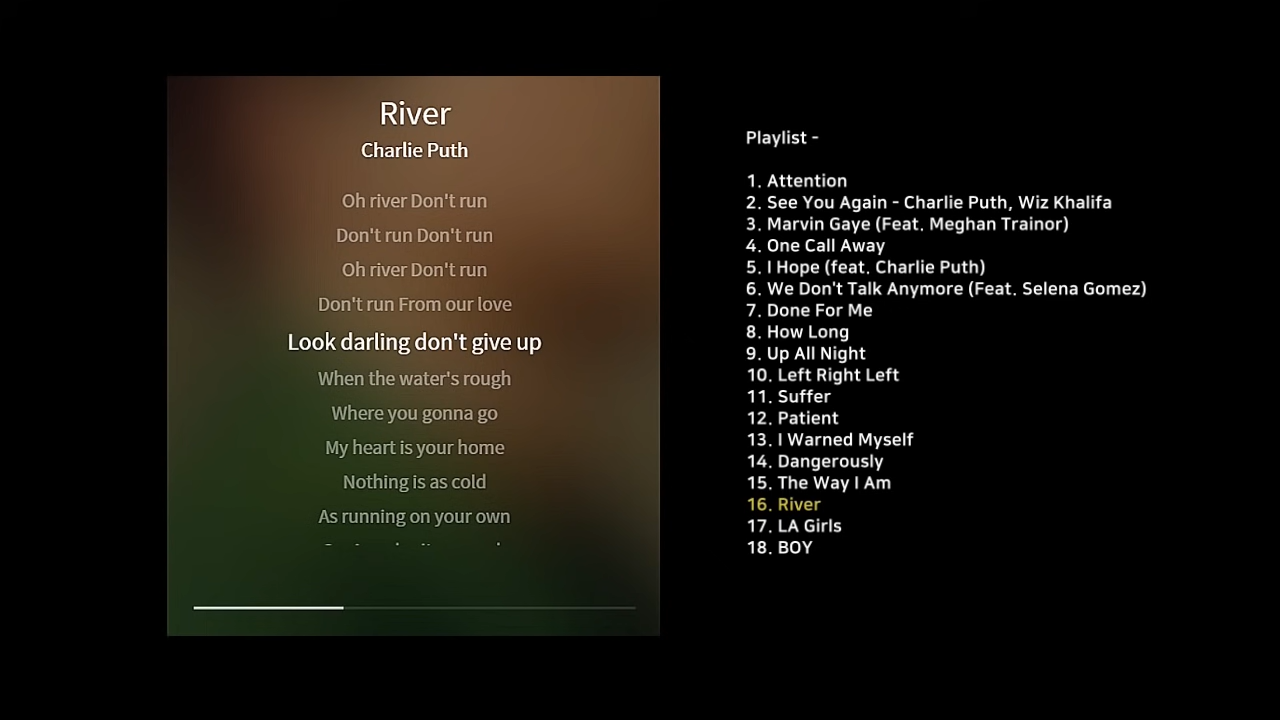 River
Charlie Puth
Oh river Don't run
Don't run Don't run
Oh river Don't run
Don't run From our love
Look darling don't give up
When the water's rough
Where you gonna go
My heart is your home
Nothing is as cold
As running on your own
Playlist -
1. Attention
2. See You Again - Charlie Puth, Wiz Khalifa
3. Marvin Gaye (Feat. Meghan Trainor)
4. One Call Away
5. I Hope (feat. Charlie Puth)
6. We Don't Talk Anymore (Feat. Selena Gomez)
7. Done For Me
8. How Long
9. Up All Night
10. Left Right Left
11. Suffer
12. Patient
13. I Warned Myself
14. Dangerously
15. The Way I Am
16. River
17. LA Girls
18. BOY